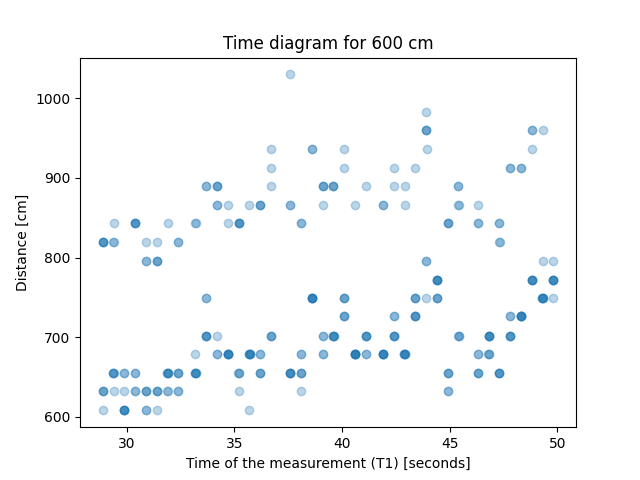 Time diagram for 600 cm
Distance [cm]
1000
900
800
700
600
30 35 40 45 50
Time of the measurement (T1) [seconds]